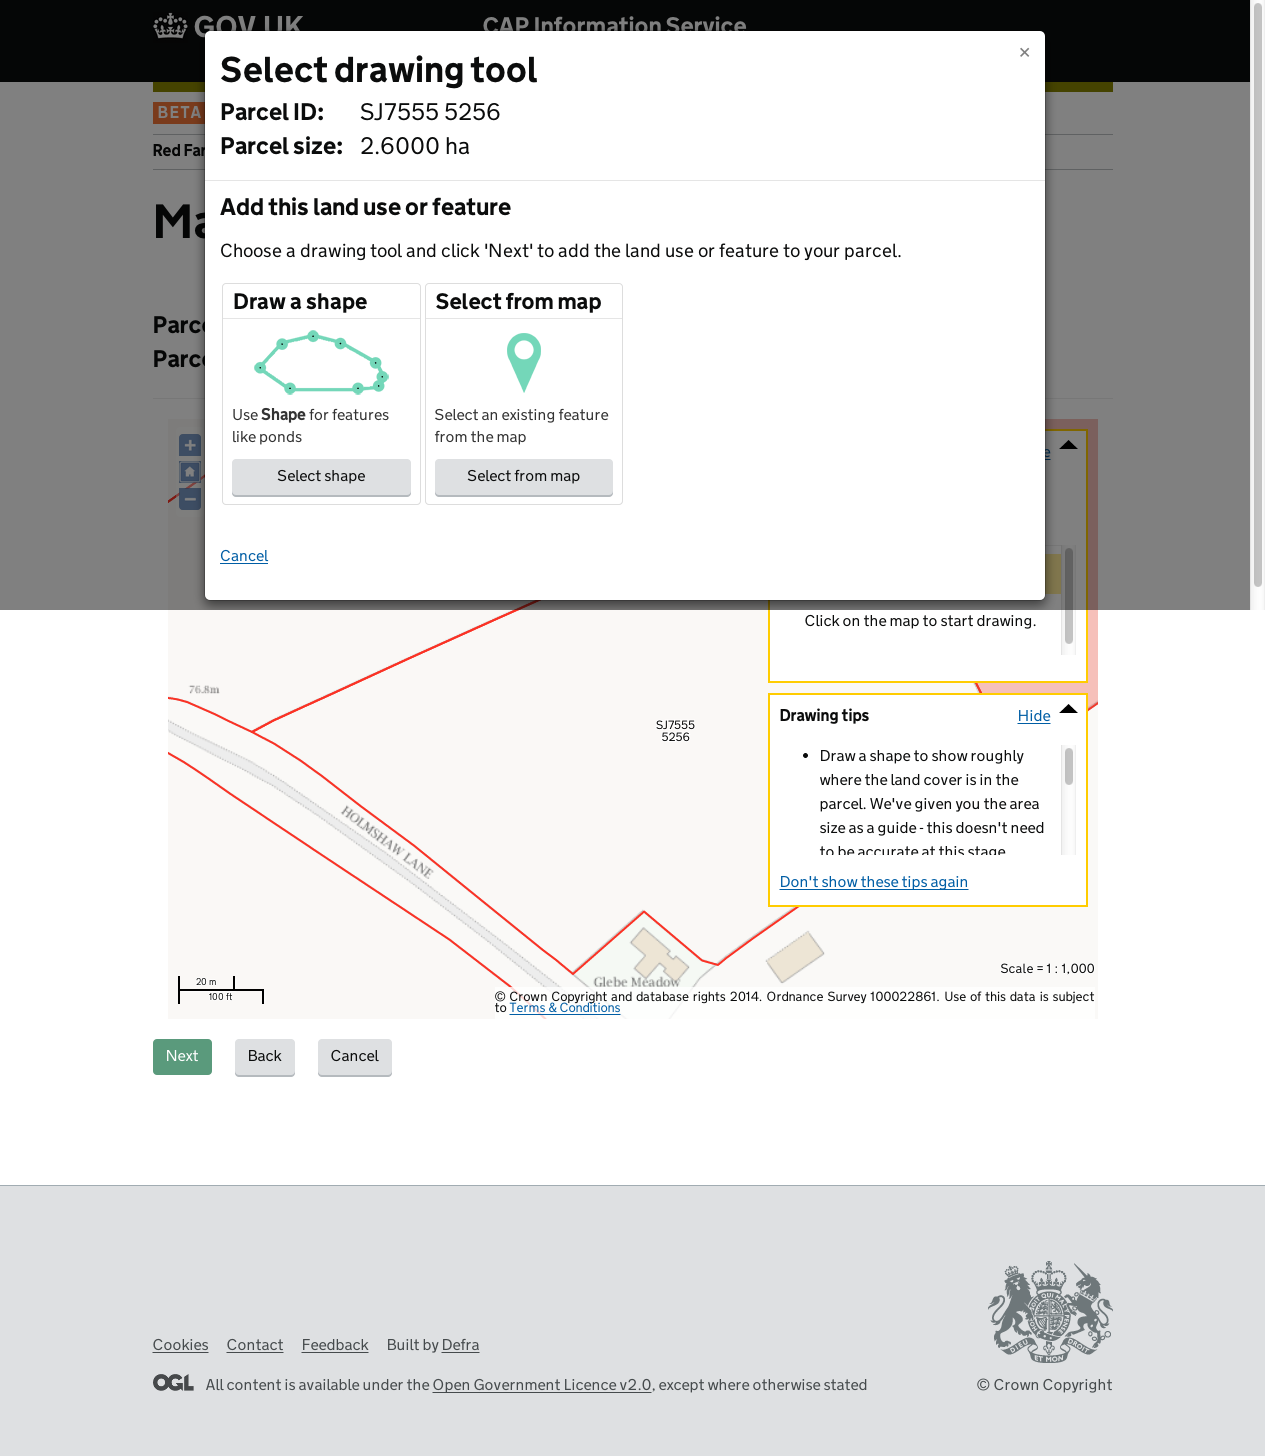 GOV.UK
CAP Information Service
×
Select drawing tool
Parcel ID: SJ7555 5256
Parcel size: 2.6000 ha
BETA
Red Far
Ma
Add this land use or feature
Choose a drawing tool and click 'Next' to add the land use or feature to your parcel.
Draw a shape
Select from map
Parc
Parc
Use Shape for features
like ponds
Select an existing feature
from the map
Select shape
Select from map
Cancel
Click on the map to start drawing.
76.8m
SJ7555
5256
HOLMSHAW LANE
Drawing tips
Hide
• Draw a shape to show roughly
where the land cover is in the
parcel. We've given you the area
size as a guide - this doesn't need
to be accurate at this stage
Don't show these tips again
Glebe Meadow
Scale = 1 : 1,000
20 m
100 ft
© Crown Copyright and database rights 2014. Ordnance Survey 100022861. Use of this data is subject
to Terms & Conditions
Next
Back
Cancel
Cookies
Contact
Feedback
Built by Defra
OGL
All content is available under the Open Government Licence v2.0, except where otherwise stated
© Crown Copyright